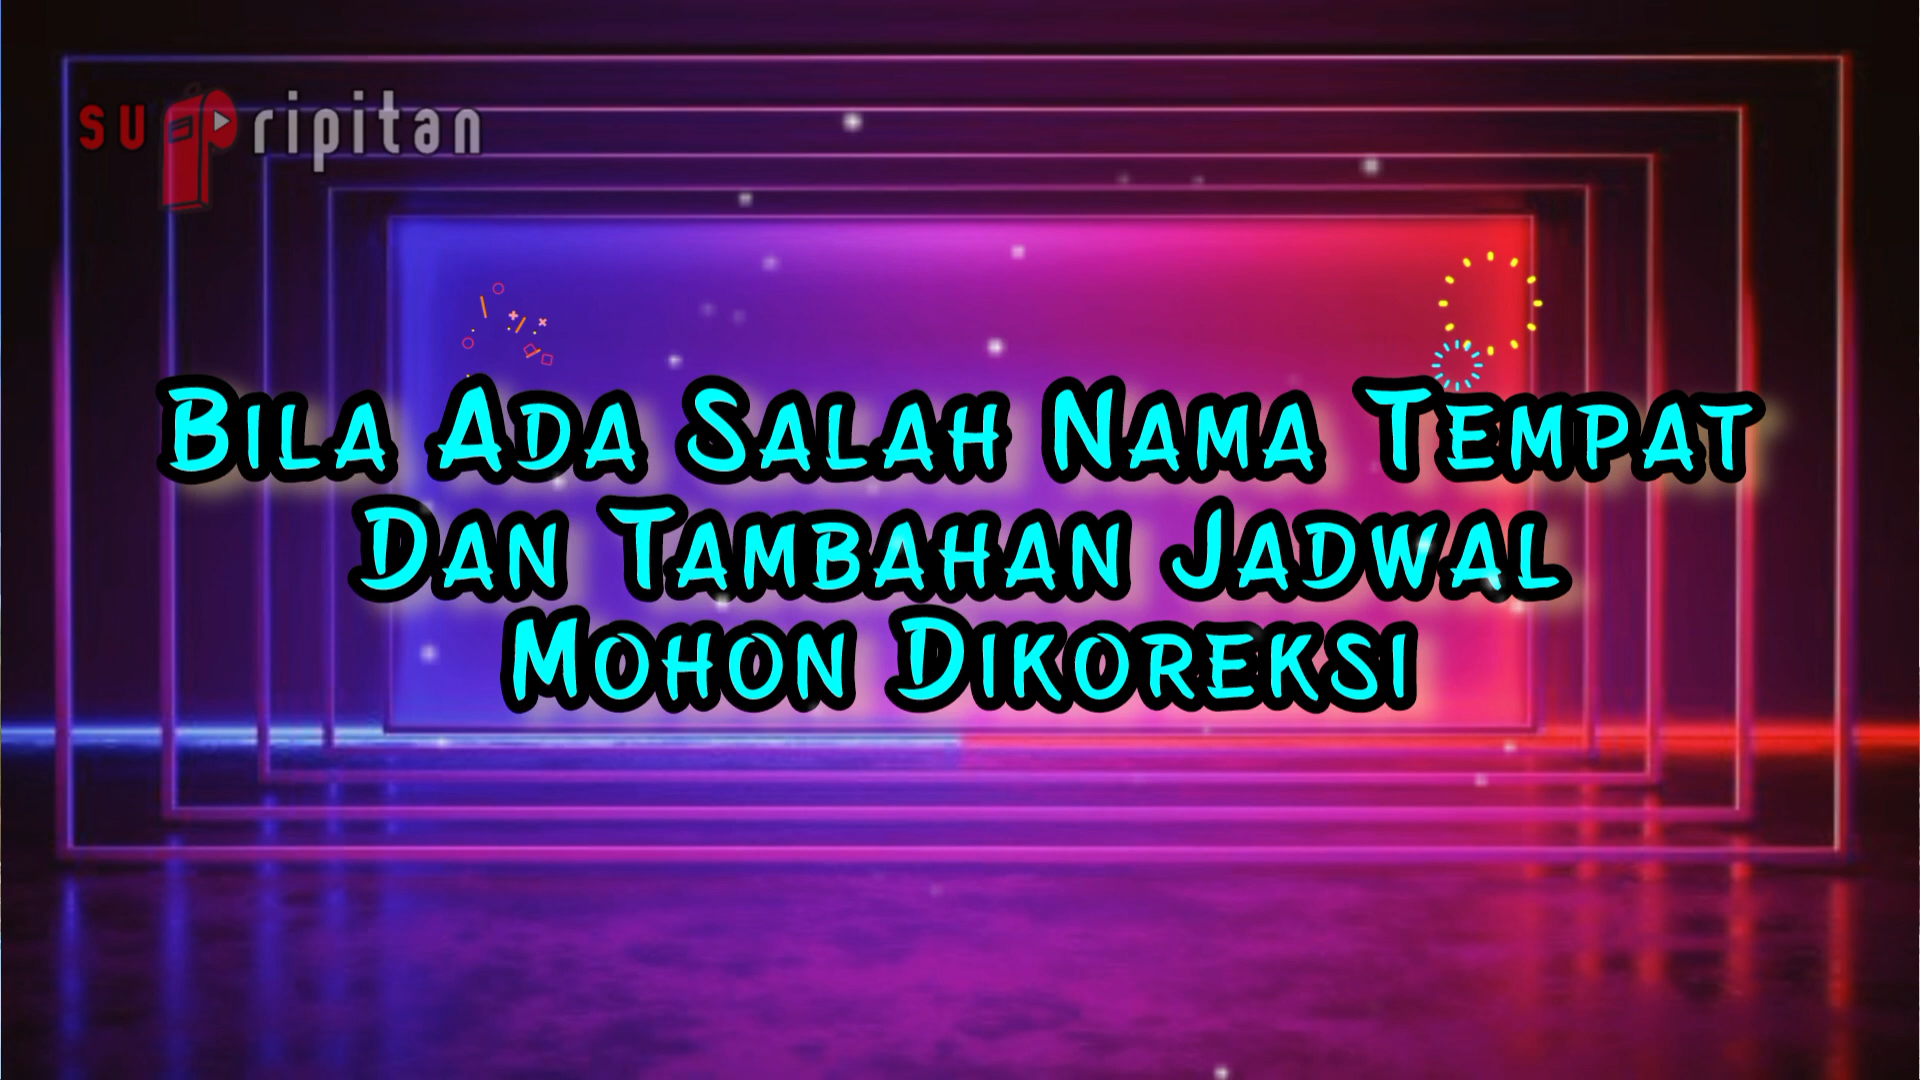 supripitan
Bila Ada Salah Nama Tempat
Dan Tambahan Jadwal
Mohon Dikoreksi